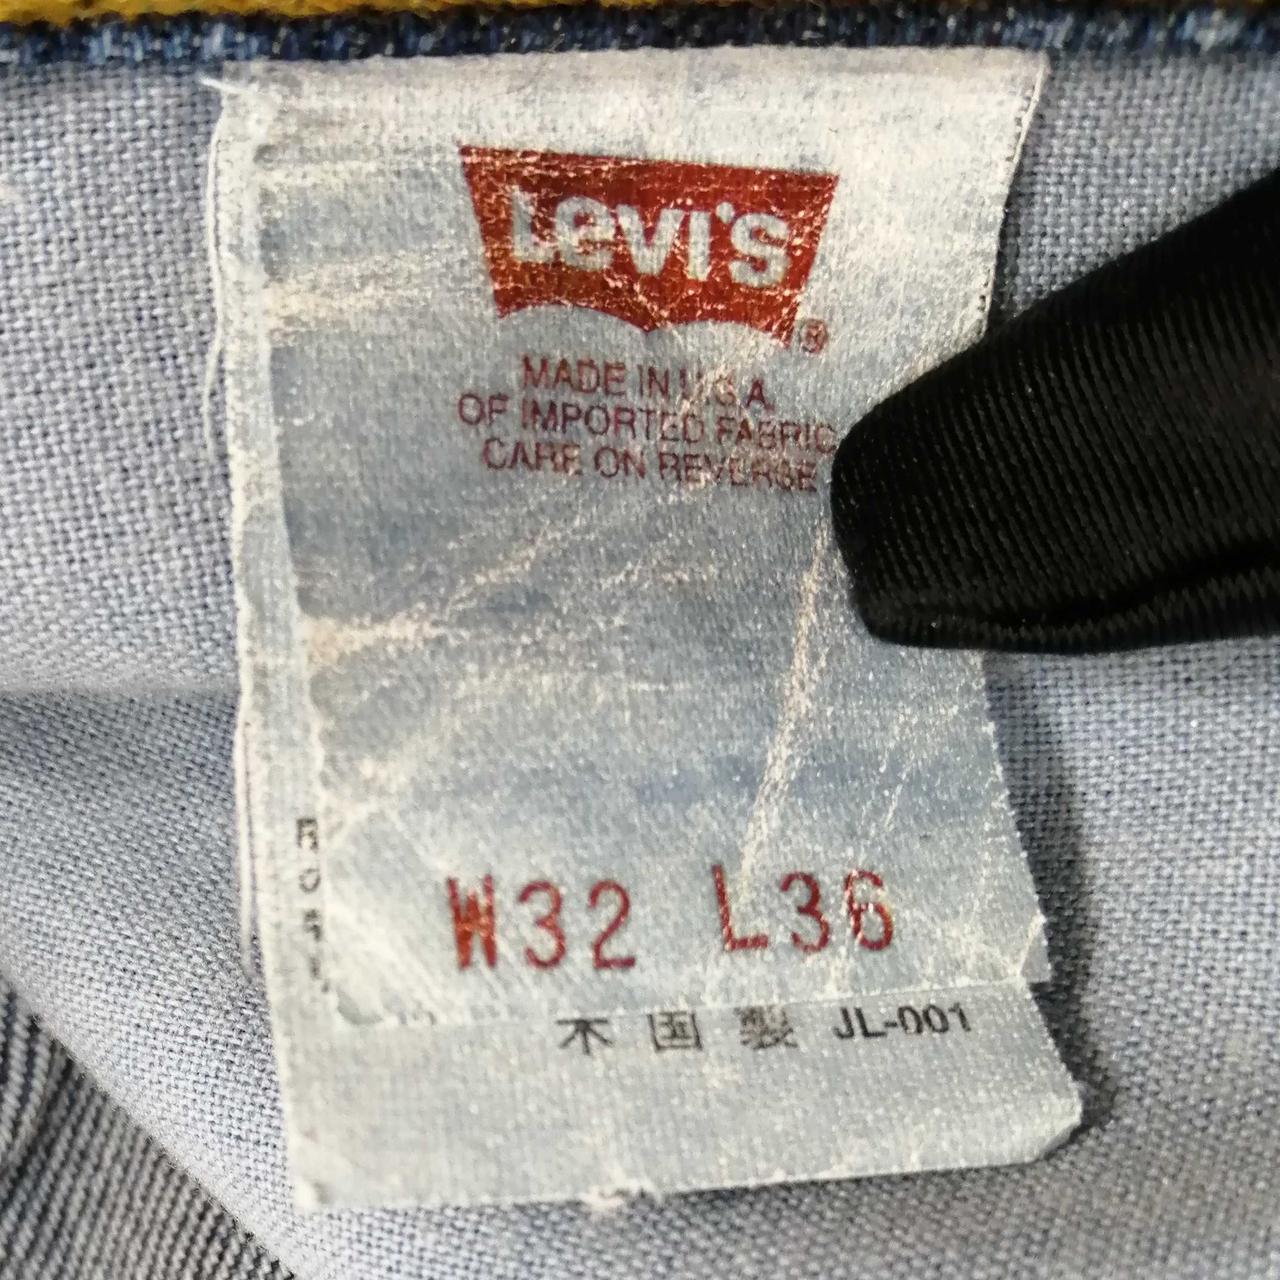 Levi's ®
MADE IN U.S.A.
OF IMPORTED FABRIC
CARE ON REVERSE
W32 L36
米国製 JL-001